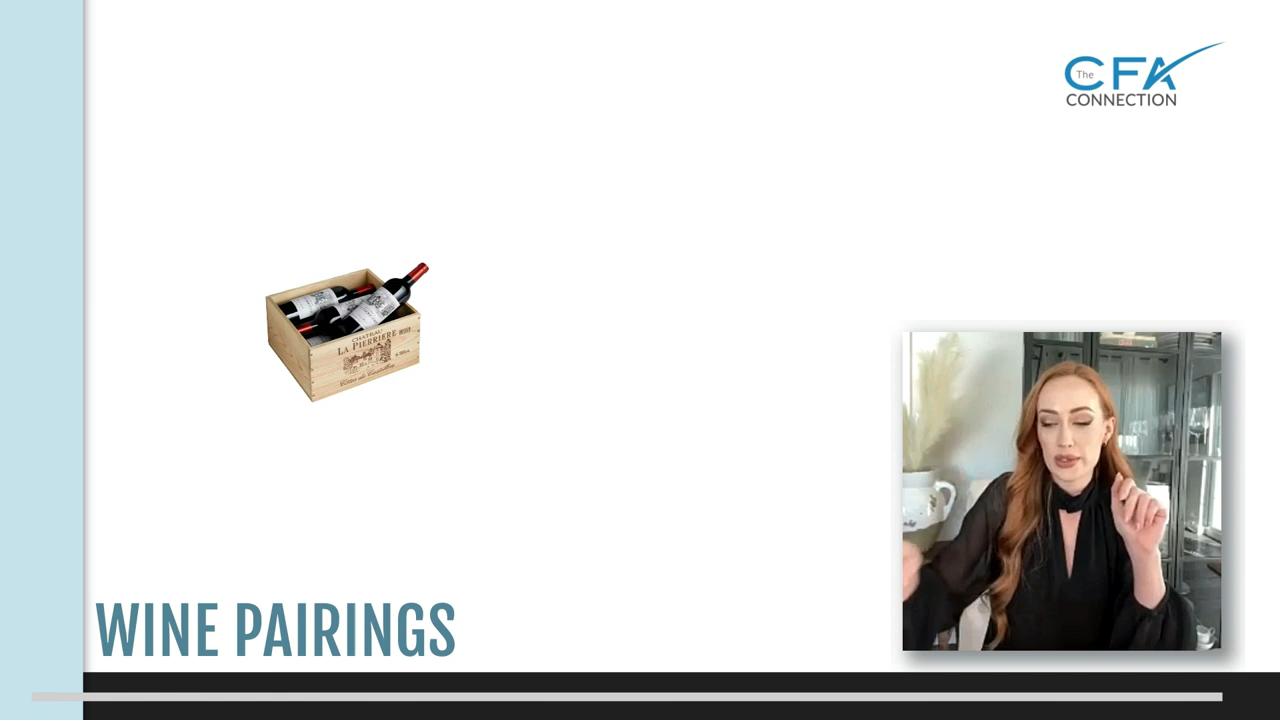 The
CFA
CONNECTION
CHATEAU
LA PIERRIERE
WINE PAIRINGS